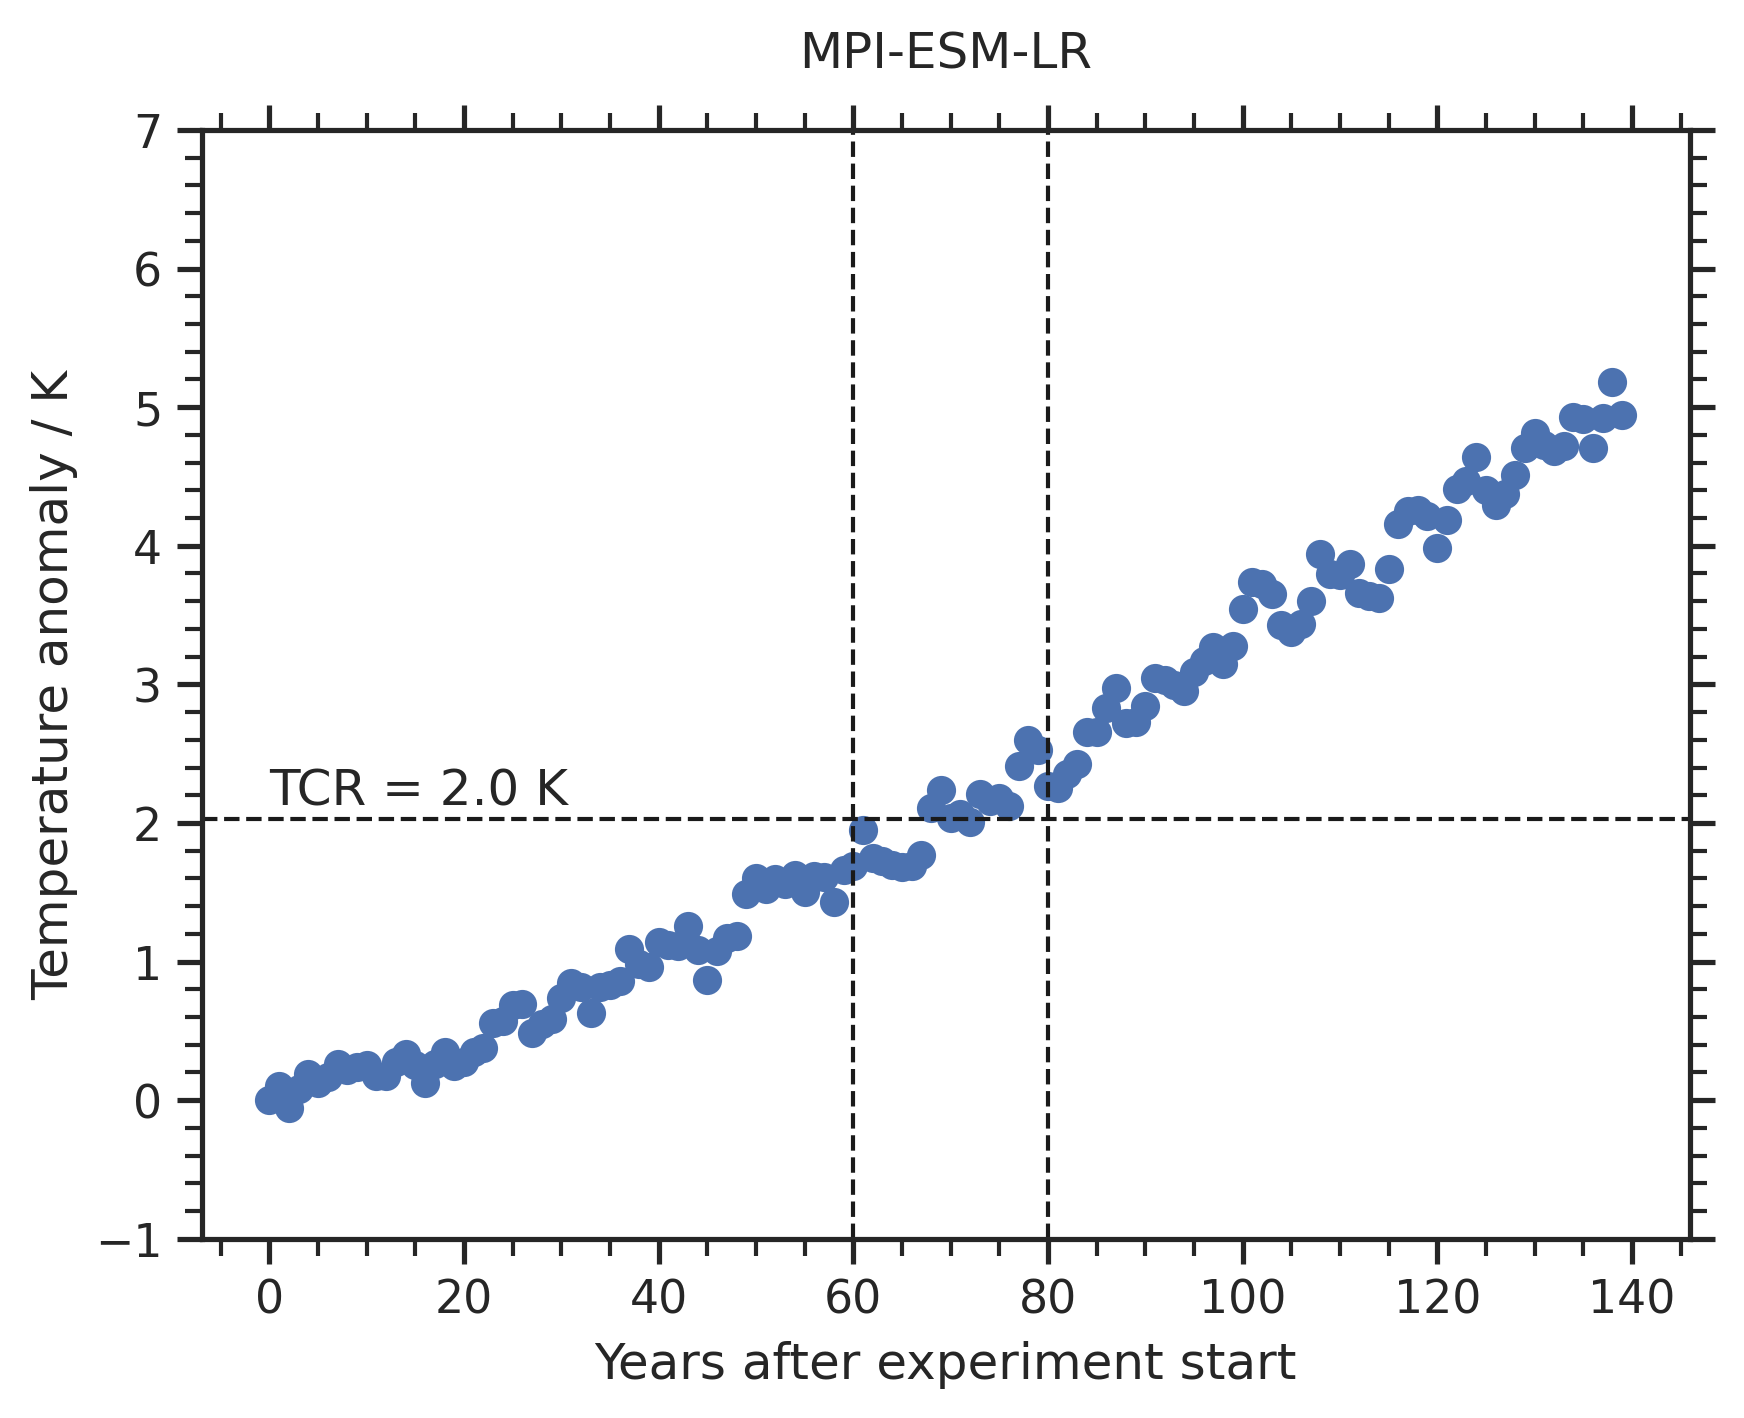 MPI-ESM-LR
7
6
5
4
3
2
1
0
−1
Temperature anomaly / K
TCR = 2.0 K
0 20 40 60 80 100 120 140
Years after experiment start